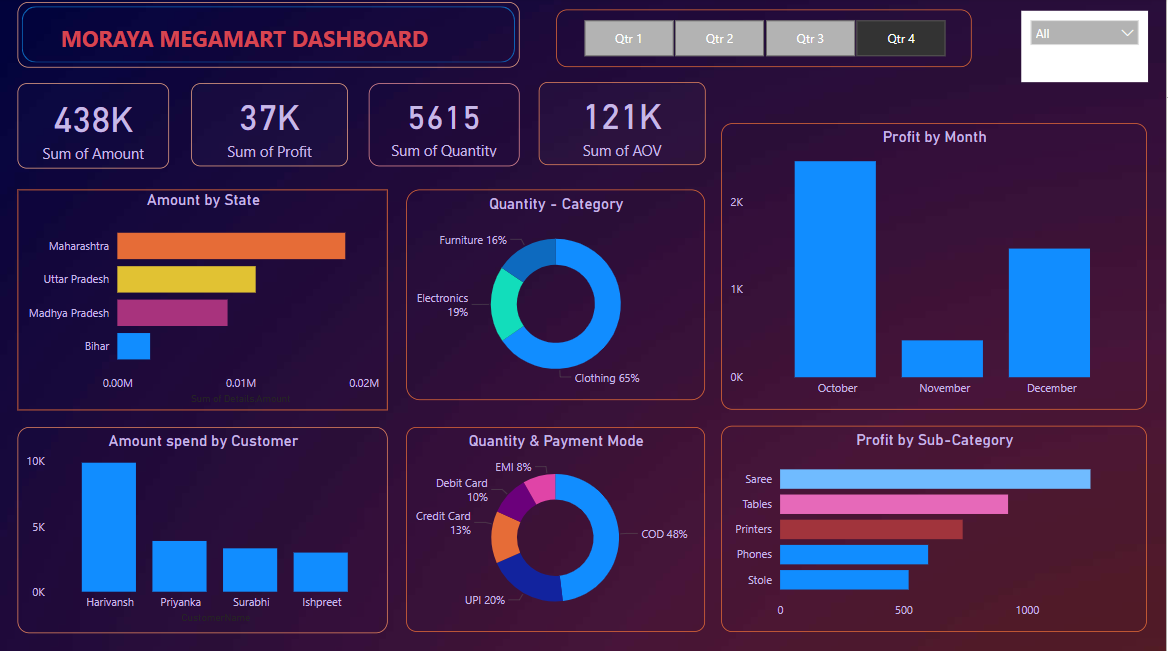 MORAYA MEGAMART DASHBOARD
Qtr 1
Qtr 2
Qtr 3
Qtr 4
All
438K
Sum of Amount
37K
Sum of Profit
5615
Sum of Quantity
121K
Sum of AOV
Profit by Month
2K
1K
0K
October
November
December
Amount by State
Maharashtra
Uttar Pradesh
Madhya Pradesh
Bihar
0.00M
0.01M
0.02M
Sum of Details.Amount
Quantity - Category
Furniture 16%
Electronics
19%
Clothing 65%
Amount spend by Customer
10K
5K
0K
Harivansh
Priyanka
Surabhi
Ishpreet
CustomerName
Quantity & Payment Mode
EMI 8%
Debit Card
10%
Credit Card
13%
COD 48%
UPI 20%
Profit by Sub-Category
Saree
Tables
Printers
Phones
Stole
0
500
1000